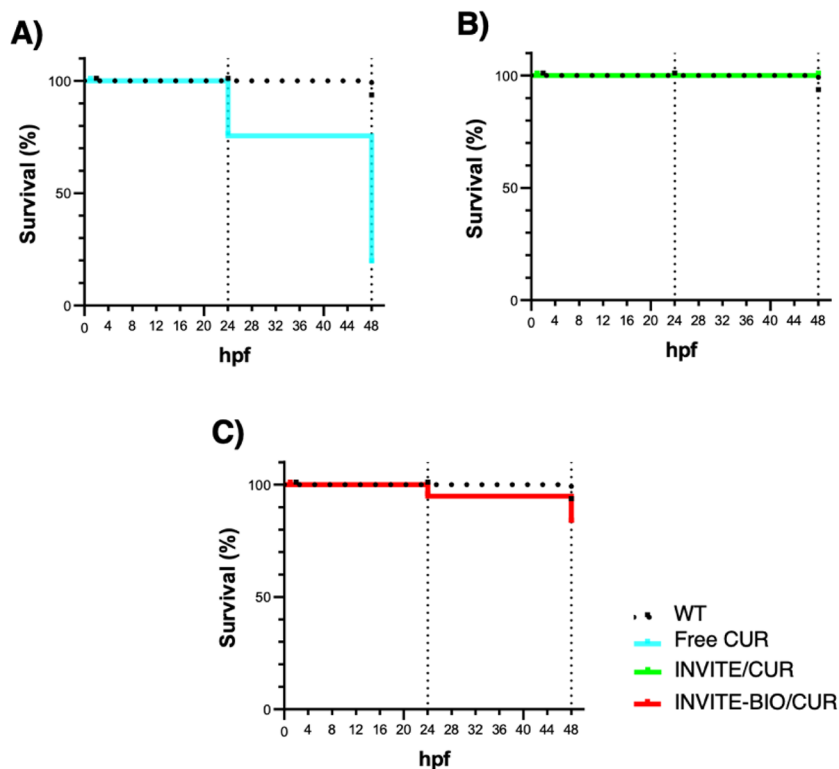 A)
Survival (%)
100
50
0
0 4 8 12 16 20 24 28 32 36 40 44 48
hpf
B)
Survival (%)
100
50
0
0 4 8 12 16 20 24 28 32 36 40 44 48
hpf
C)
Survival (%)
100
50
0
0 4 8 12 16 20 24 28 32 36 40 44 48
hpf
WT
Free CUR
INVITE/CUR
INVITE-BIO/CUR